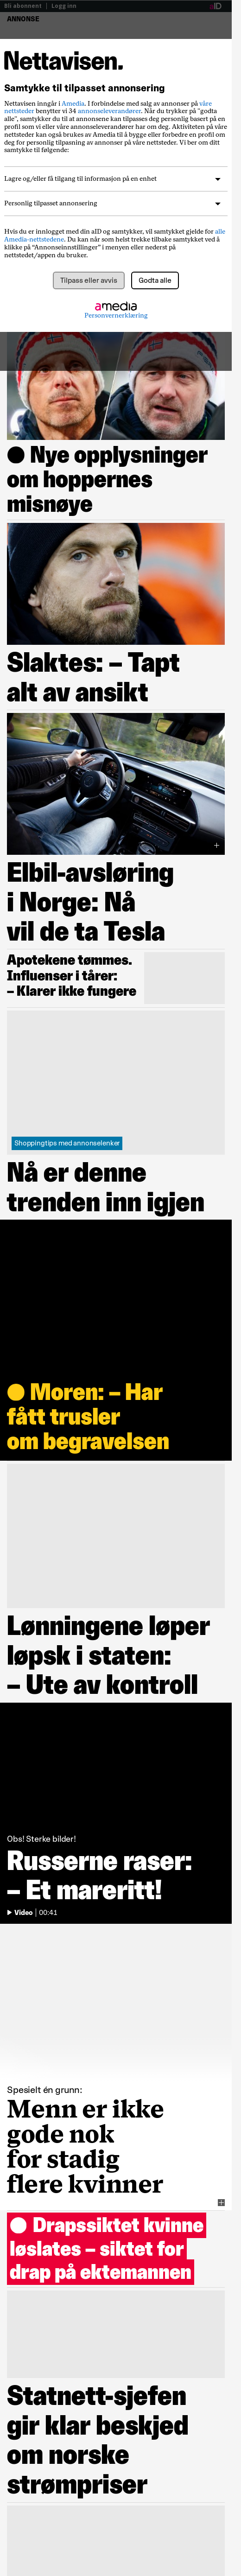 Bli abonnent | Logg inn
ANNONSE
Nettavisen.
Samtykke til tilpasset annonsering
Nettavisen inngår i Amedia. I forbindelse med salg av annonser på våre
nettsteder benytter vi 34 annonseleverandører. Når du trykker på "godta
alle", samtykker du til at annonsene kan tilpasses deg personlig basert på en
profil som vi eller våre annonseleverandører har om deg. Aktiviteten på våre
nettsteder kan også brukes av Amedia til å bygge eller forbedre en profil om
deg for personlig tilpasning av annonser på våre nettsteder. Vi ber om ditt
samtykke til følgende:
Lagre og/eller få tilgang til informasjon på en enhet
Personlig tilpasset annonsering
Hvis du er innlogget med din aID og samtykker, vil samtykket gjelde for alle
Amedia-nettstedene. Du kan når som helst trekke tilbake samtykket ved å
klikke på “Annonseinnstillinger” i menyen eller nederst på
nettstedet/appen du bruker.
Tilpass eller avvis
Godta alle
amedia
Personvernerklæring
Nye opplysninger
om hoppernes
misnøye
Slaktes: – Tapt
alt av ansikt
Elbil-avsløring
i Norge: Nå
vil de ta Tesla
Apotekene tømmes.
Influenser i tårer:
– Klarer ikke fungere
Shoppingtips med annonselenker
Nå er denne
trenden inn igjen
Moren: – Har
fått trusler
om begravelsen
Lønningene løper
løpsk i staten:
– Ute av kontroll
Obs! Sterke bilder!
Russerne raser:
– Et mareritt!
Video | 00:41
Spesielt én grunn:
Menn er ikke
gode nok
for stadig
flere kvinner
Drapssiktet kvinne
løslates – siktet for
drap på ektemannen
Statnett-sjefen
gir klar beskjed
om norske
strømpriser